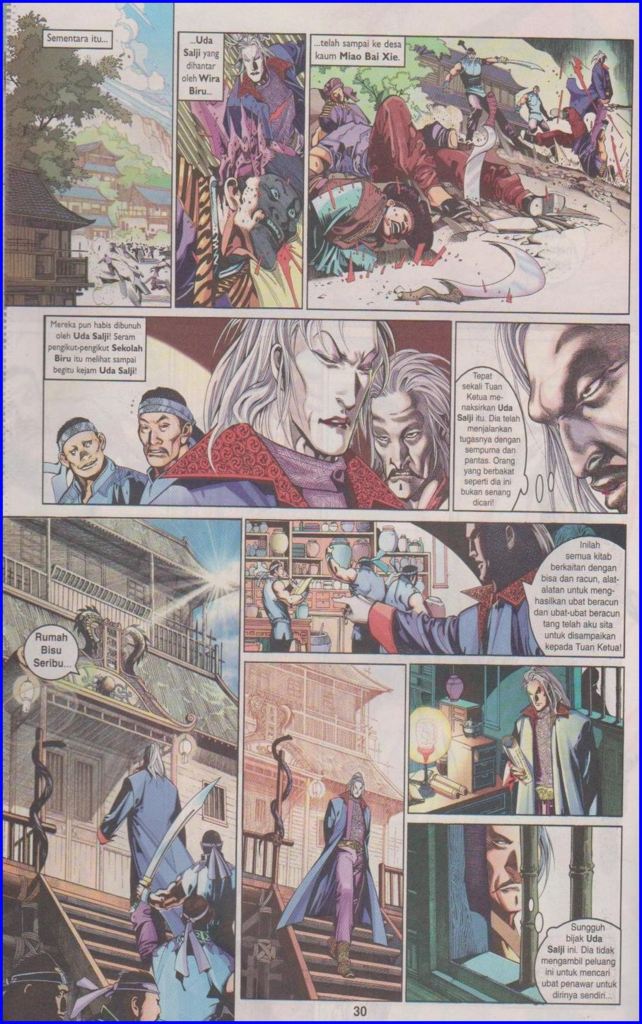 Sementara itu...
...Uda
Salji yang
dihantar
oleh Wira
Biru...
...telah sampai ke desa
kaum Miao Bai Xie.
Mereka pun habis dibunuh
oleh Uda Salji! Seram
pengikut-pengikut Sekolah
Biru itu melihat sampai
begitu kejam Uda Salji!
Tepat
sekali Tuan
Ketua me-
naksirkan Uda
Salji itu. Dia telah
menjalankan
tugasnya dengan
sempurna dan
pantas. Orang
yang berbakat
seperti dia ini
bukan senang
dicari!
Rumah
Bisu
Seribu...
Inilah
semua kitab
berkaitan dengan
bisa dan racun, alat-
alatan untuk meng-
hasilkan ubat beracun
dan ubat-ubat beracun
tang telah aku sita
untuk disampaikan
kepada Tuan Ketua!
Sungguh
bijak Uda
Salji ini. Dia tidak
mengambil peluang
ini untuk mencari
ubat penawar untuk
dirinya sendiri...
30